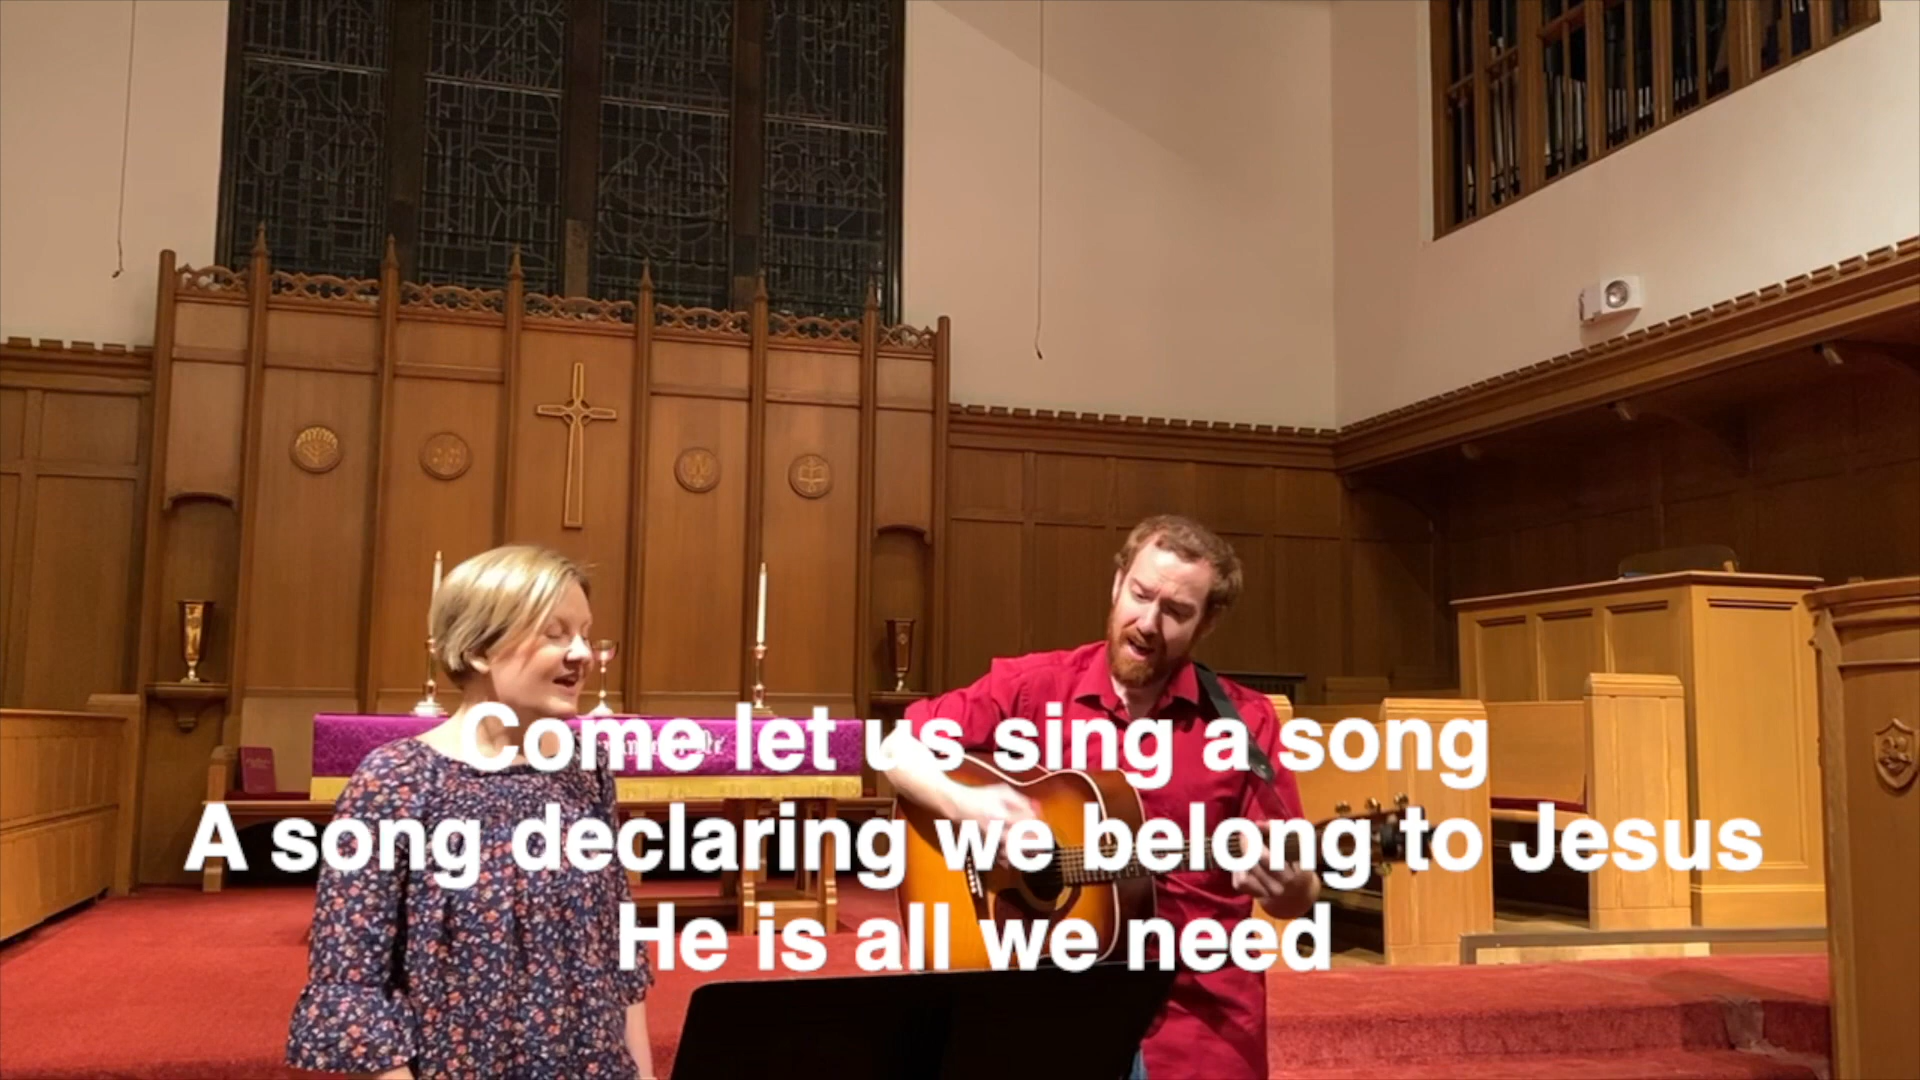 Come let us sing a song
A song declaring we belong to Jesus
He is all we need